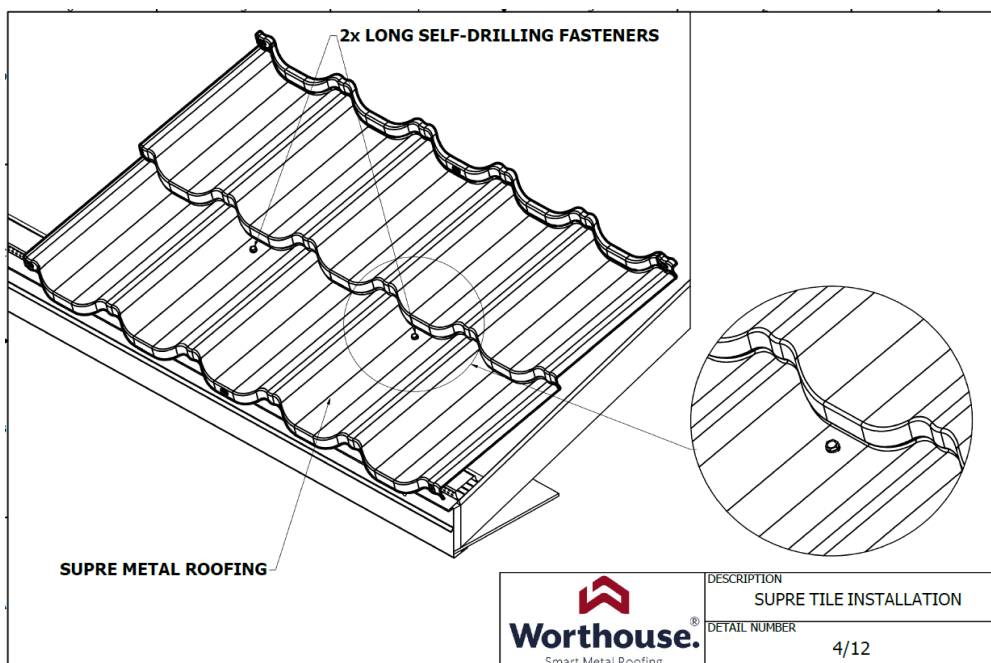 2x LONG SELF-DRILLING FASTENERS
SUPRE METAL ROOFING
Worthouse.®
Smart Metal Roofing
DESCRIPTION
SUPRE TILE INSTALLATION
DETAIL NUMBER
4/12